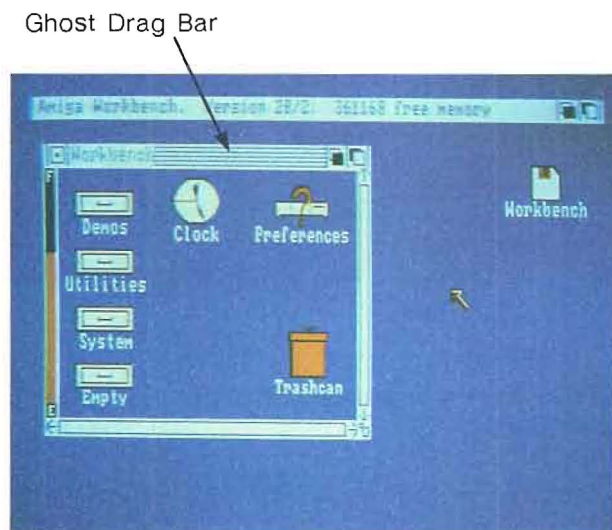 Ghost Drag Bar
Amiga Workbench. Version 28/2. 361168 free memory
Workbench
Workbench
Demos
Clock
Preferences
Utilities
System
Trashcan
Empty
F
E